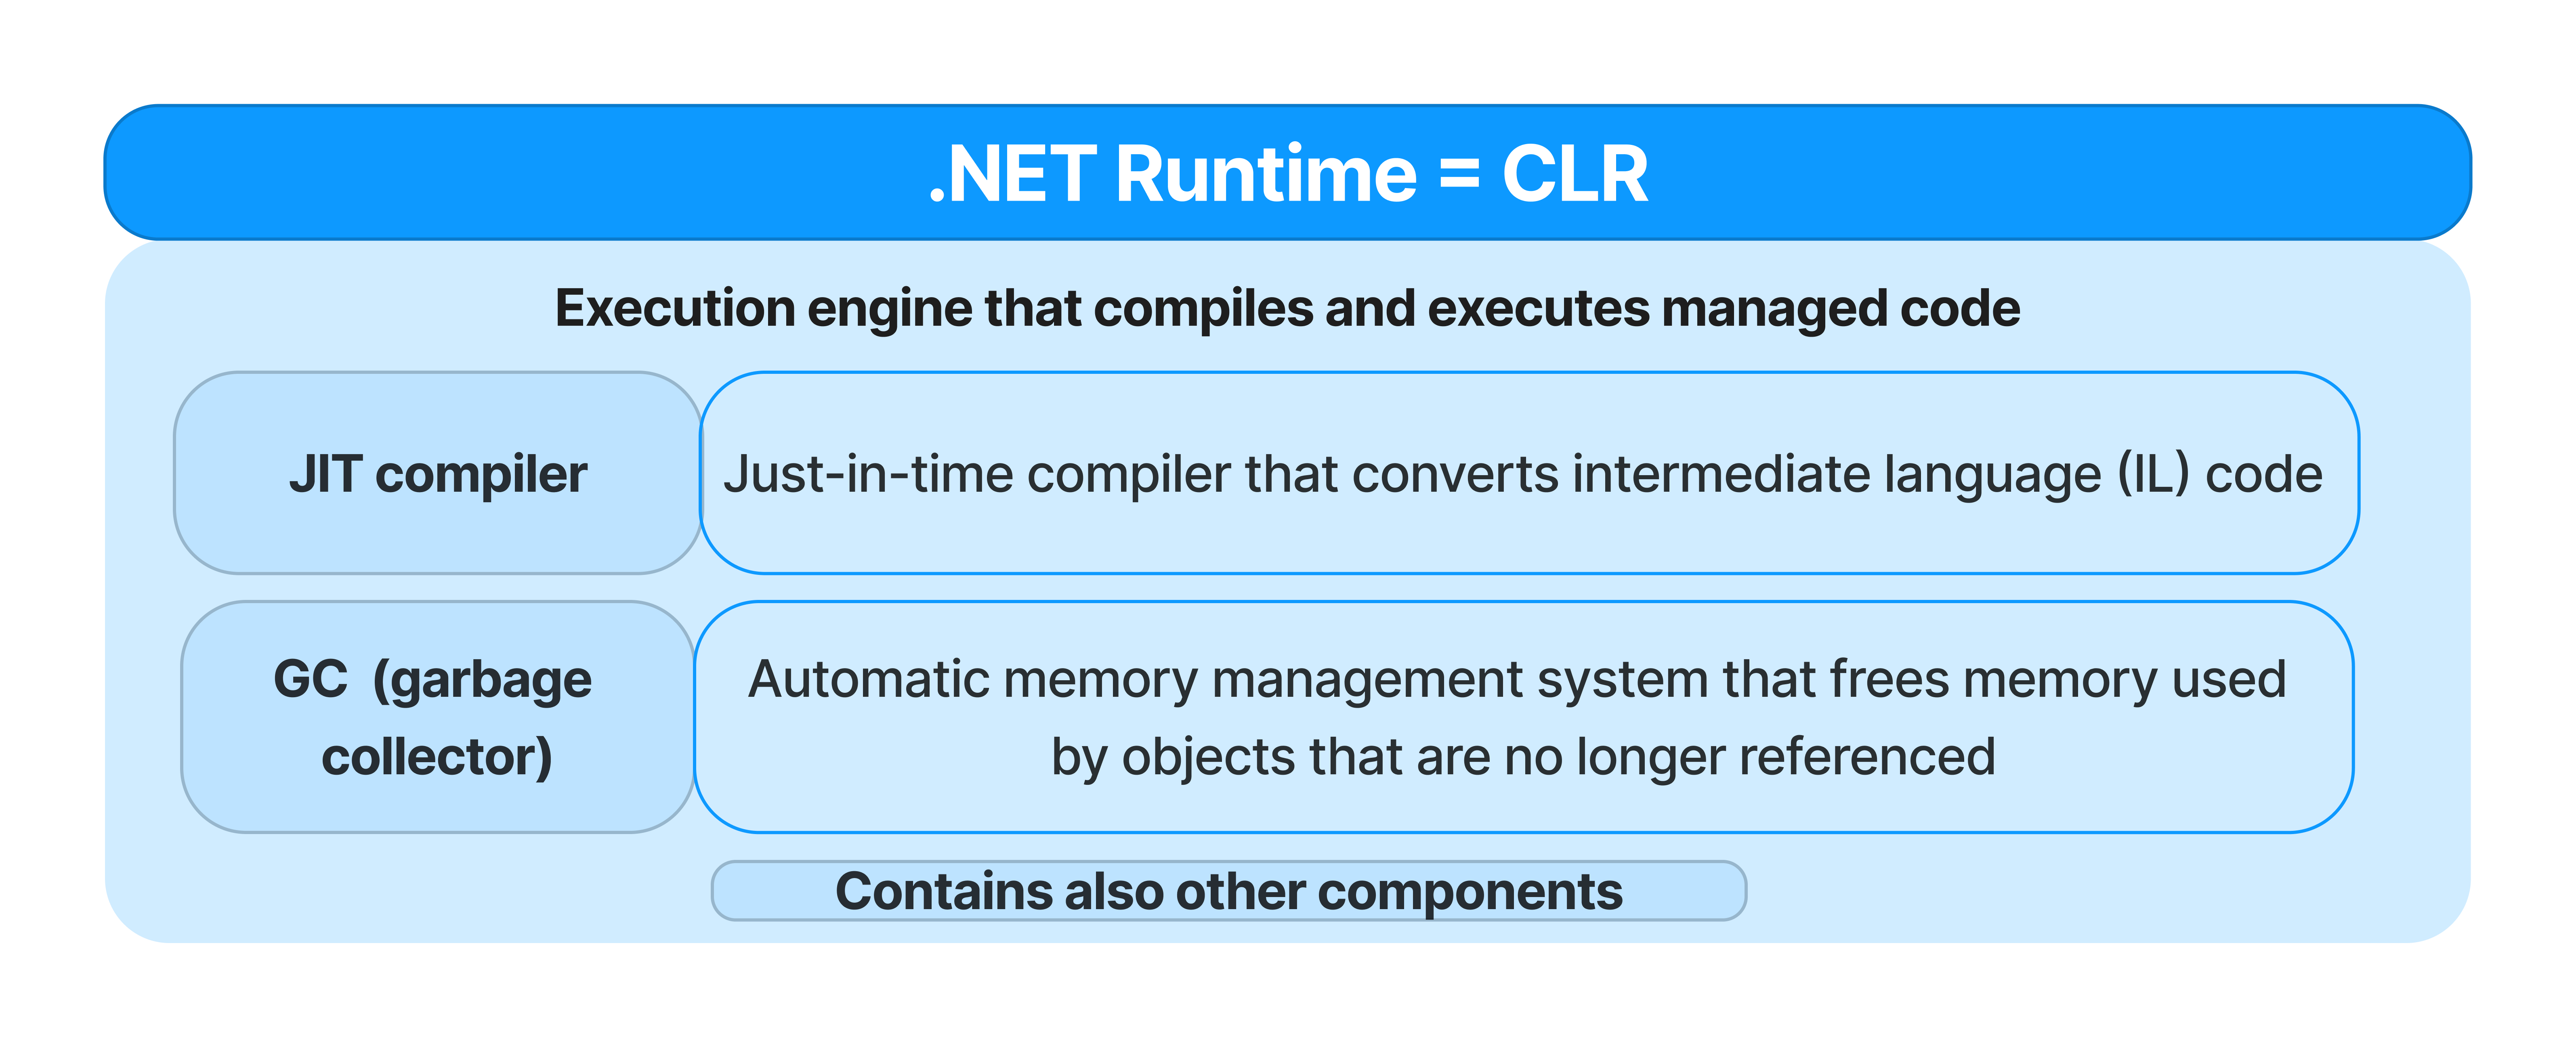 .NET Runtime = CLR
Execution engine that compiles and executes managed code
JIT compiler
Just-in-time compiler that converts intermediate language (IL) code
GC  (garbage
collector)
Automatic memory management system that frees memory used
by objects that are no longer referenced
Contains also other components